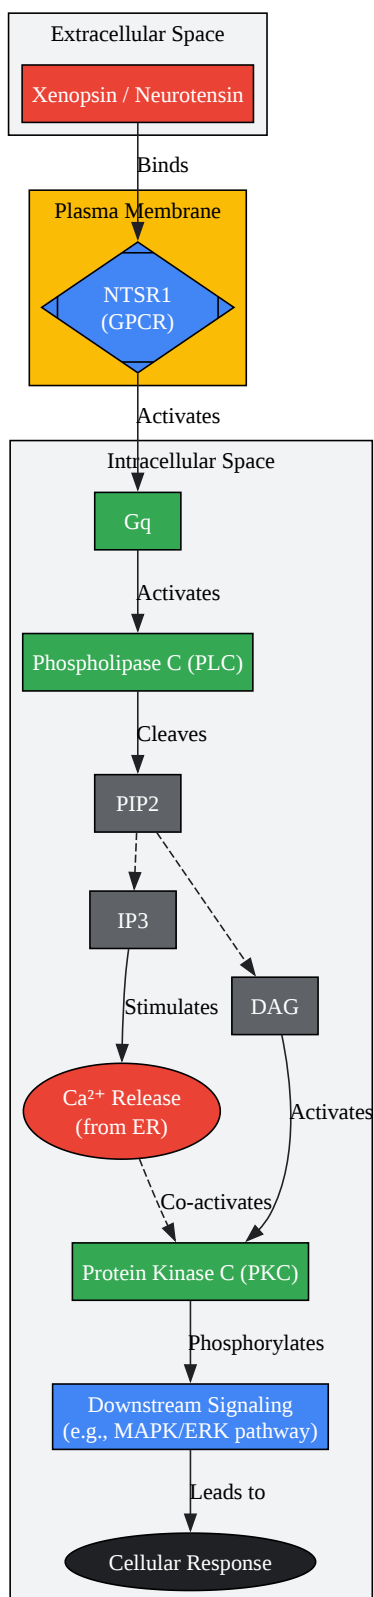 Extracellular Space
Xenopsin / Neurotensin
Binds
Plasma Membrane
NTSR1
(GPCR)
Activates
Intracellular Space
Gq
Activates
Phospholipase C (PLC)
Cleaves
PIP2
IP3
DAG
Stimulates
Ca²⁺ Release
(from ER)
Activates
Co-activates
Protein Kinase C (PKC)
Phosphorylates
Downstream Signaling
(e.g., MAPK/ERK pathway)
Leads to
Cellular Response